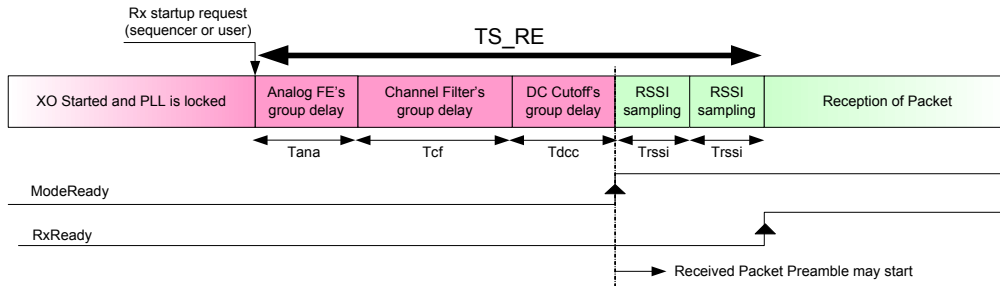 Rx startup request
(sequencer or user)
TS_RE
XO Started and PLL is locked
Analog FE's
group delay
Channel Filter's
group delay
DC Cutoff's
group delay
RSSI
sampling
RSSI
sampling
Reception of Packet
Tana
Tcf
Tdcc
Trssi
Trssi
ModeReady
RxReady
Received Packet Preamble may start